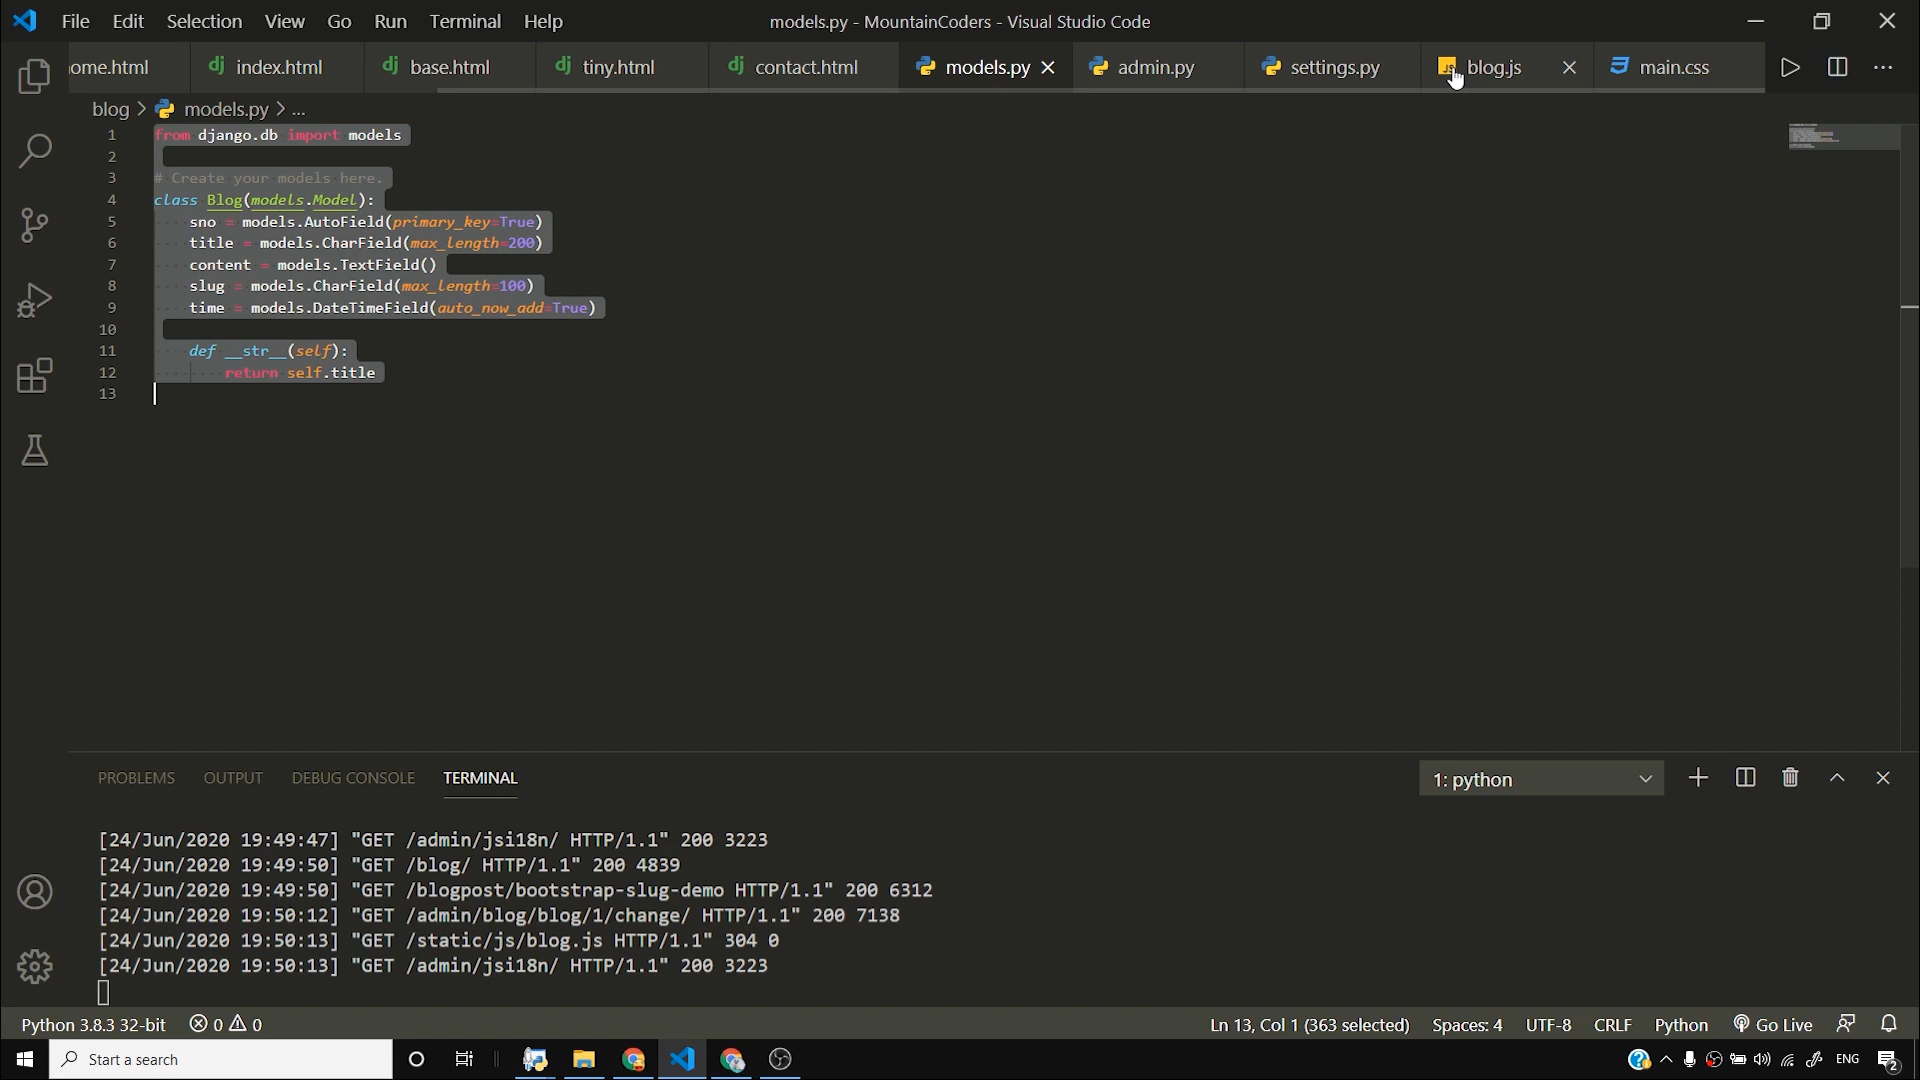 File Edit Selection View Go Run Terminal Help models.py - MountainCoders - Visual Studio Code
ome.html index.html base.html tiny.html contact.html models.py admin.py settings.py JS blog.js main.css
blog > models.py > ...
1 from django.db import models
2
3 # Create your models here.
4 class Blog(models.Model):
5 sno = models.AutoField(primary_key=True)
6 title = models.CharField(max_length=200)
7 content = models.TextField()
8 slug = models.CharField(max_length=100)
9 time = models.DateTimeField(auto_now_add=True)
10
11 def __str__(self):
12 return self.title
13
PROBLEMS OUTPUT DEBUG CONSOLE TERMINAL 1: python
[24/Jun/2020 19:49:47] "GET /admin/jsi18n/ HTTP/1.1" 200 3223
[24/Jun/2020 19:49:50] "GET /blog/ HTTP/1.1" 200 4839
[24/Jun/2020 19:49:50] "GET /blogpost/bootstrap-slug-demo HTTP/1.1" 200 6312
[24/Jun/2020 19:50:12] "GET /admin/blog/blog/1/change/ HTTP/1.1" 200 7138
[24/Jun/2020 19:50:13] "GET /static/js/blog.js HTTP/1.1" 304 0
[24/Jun/2020 19:50:13] "GET /admin/jsi18n/ HTTP/1.1" 200 3223
Python 3.8.3 32-bit 0 0 Ln 13, Col 1 (363 selected) Spaces: 4 UTF-8 CRLF Python Go Live
Start a search ENG 2